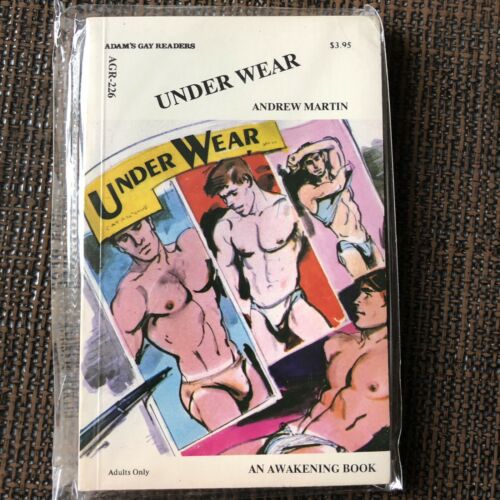 ADAM'S GAY READERS
$3.95
AGR-226
UNDER WEAR
ANDREW MARTIN
UNDER WEAR
Adults Only
AN AWAKENING BOOK